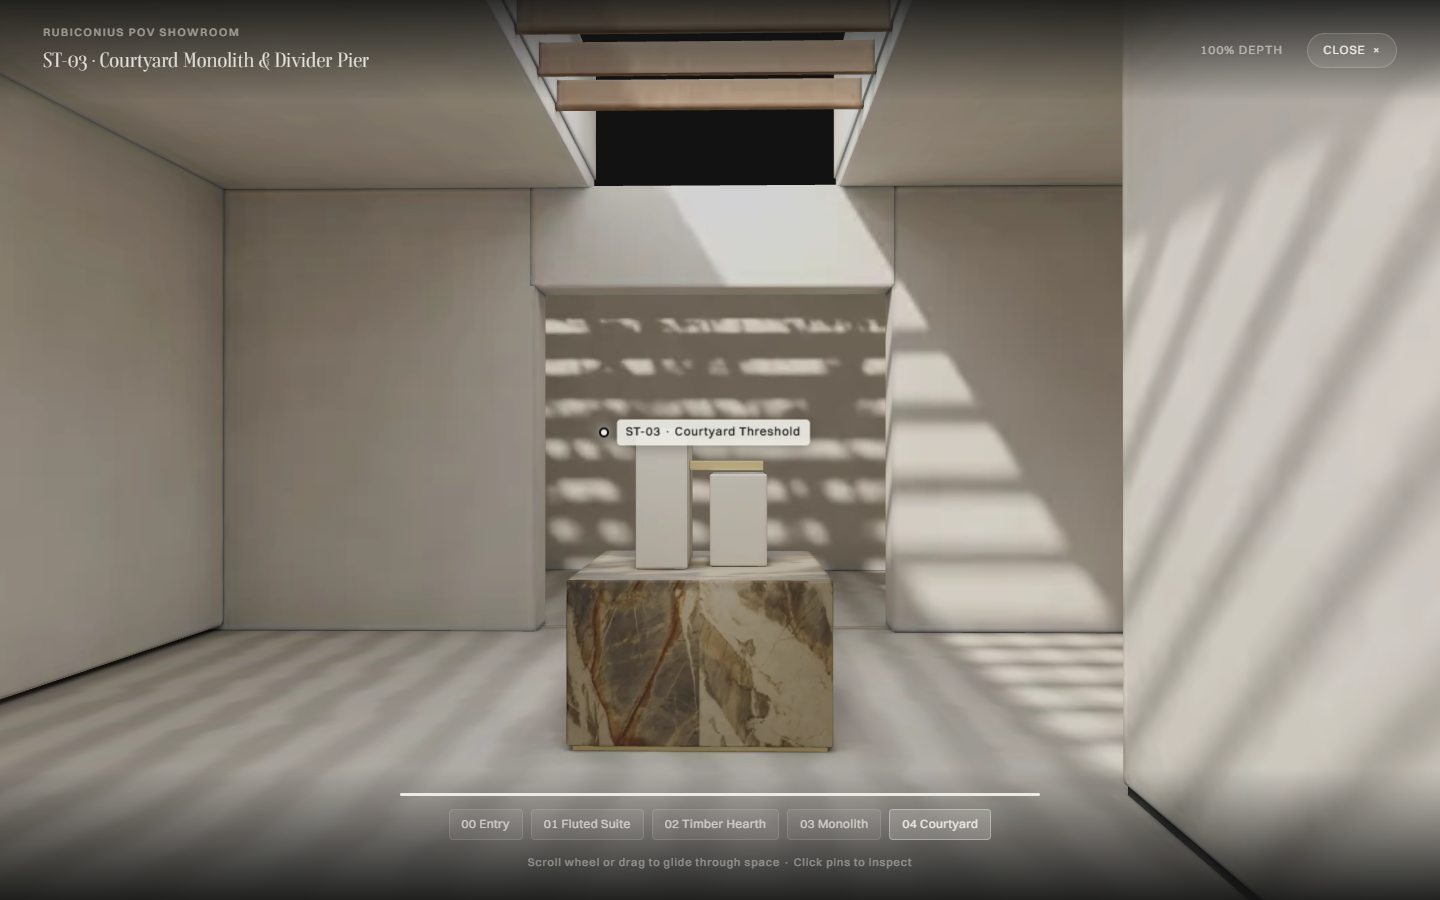 RUBICONIUS POV SHOWROOM
ST-03 · Courtyard Monolith & Divider Pier
100% DEPTH
CLOSE ×
ST-03 · Courtyard Threshold
00 Entry
01 Fluted Suite
02 Timber Hearth
03 Monolith
04 Courtyard
Scroll wheel or drag to glide through space · Click pins to inspect